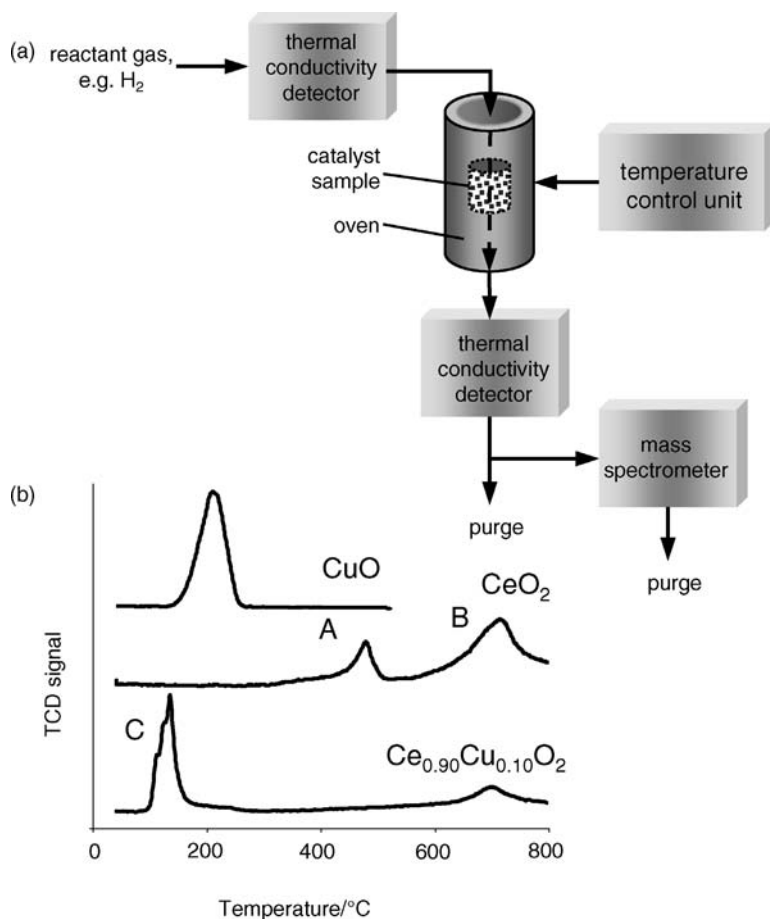 (a)
reactant gas,
e.g. H₂
thermal
conductivity
detector
catalyst
sample
oven
temperature
control unit
thermal
conductivity
detector
mass
spectrometer
purge
purge
(b)
CuO
CeO₂
A
B
C
Ce₀.₉₀Cu₀.₁₀O₂
TCD signal
0 200 400 600 800
Temperature/°C